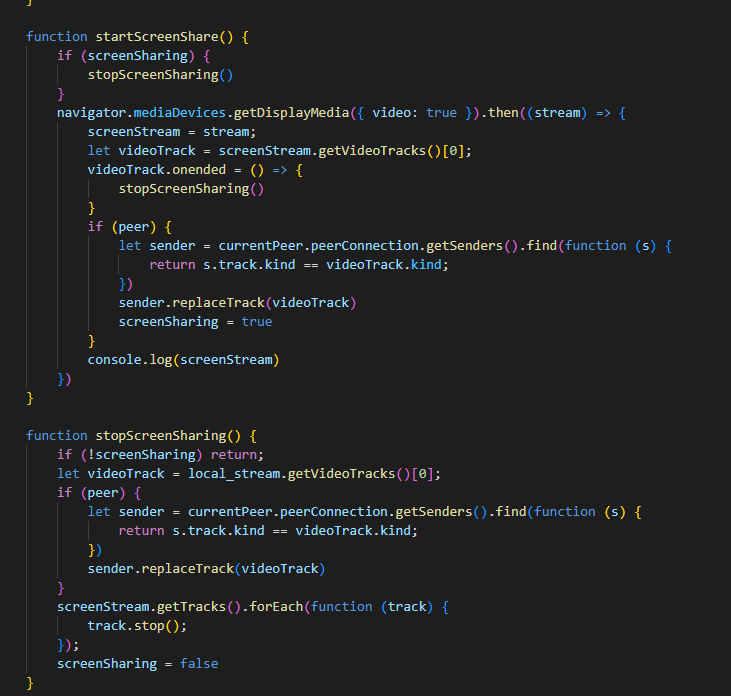 }
function startScreenShare() {
    if (screenSharing) {
        stopScreenSharing()
    }
    navigator.mediaDevices.getDisplayMedia({ video: true }).then((stream) => {
        screenStream = stream;
        let videoTrack = screenStream.getVideoTracks()[0];
        videoTrack.onended = () => {
            stopScreenSharing()
        }
        if (peer) {
            let sender = currentPeer.peerConnection.getSenders().find(function (s) {
                return s.track.kind == videoTrack.kind;
            })
            sender.replaceTrack(videoTrack)
            screenSharing = true
        }
        console.log(screenStream)
    })
}

function stopScreenSharing() {
    if (!screenSharing) return;
    let videoTrack = local_stream.getVideoTracks()[0];
    if (peer) {
        let sender = currentPeer.peerConnection.getSenders().find(function (s) {
            return s.track.kind == videoTrack.kind;
        })
        sender.replaceTrack(videoTrack)
    }
    screenStream.getTracks().forEach(function (track) {
        track.stop();
    });
    screenSharing = false
}